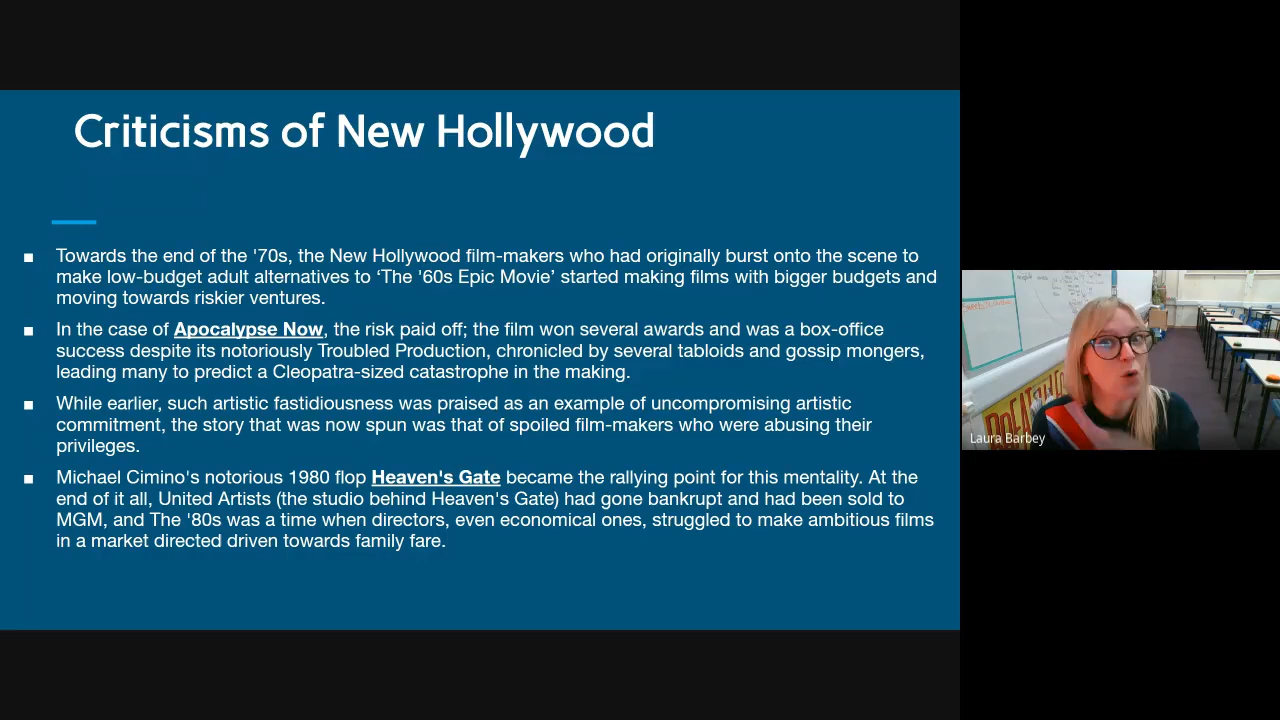 Criticisms of New Hollywood
▪ Towards the end of the '70s, the New Hollywood film-makers who had originally burst onto the scene to
make low-budget adult alternatives to ‘The '60s Epic Movie’ started making films with bigger budgets and
moving towards riskier ventures.
▪ In the case of Apocalypse Now, the risk paid off; the film won several awards and was a box-office
success despite its notoriously Troubled Production, chronicled by several tabloids and gossip mongers,
leading many to predict a Cleopatra-sized catastrophe in the making.
▪ While earlier, such artistic fastidiousness was praised as an example of uncompromising artistic
commitment, the story that was now spun was that of spoiled film-makers who were abusing their
privileges.
▪ Michael Cimino's notorious 1980 flop Heaven's Gate became the rallying point for this mentality. At the
end of it all, United Artists (the studio behind Heaven's Gate) had gone bankrupt and had been sold to
MGM, and The '80s was a time when directors, even economical ones, struggled to make ambitious films
in a market directed driven towards family fare.
Laura Barbey